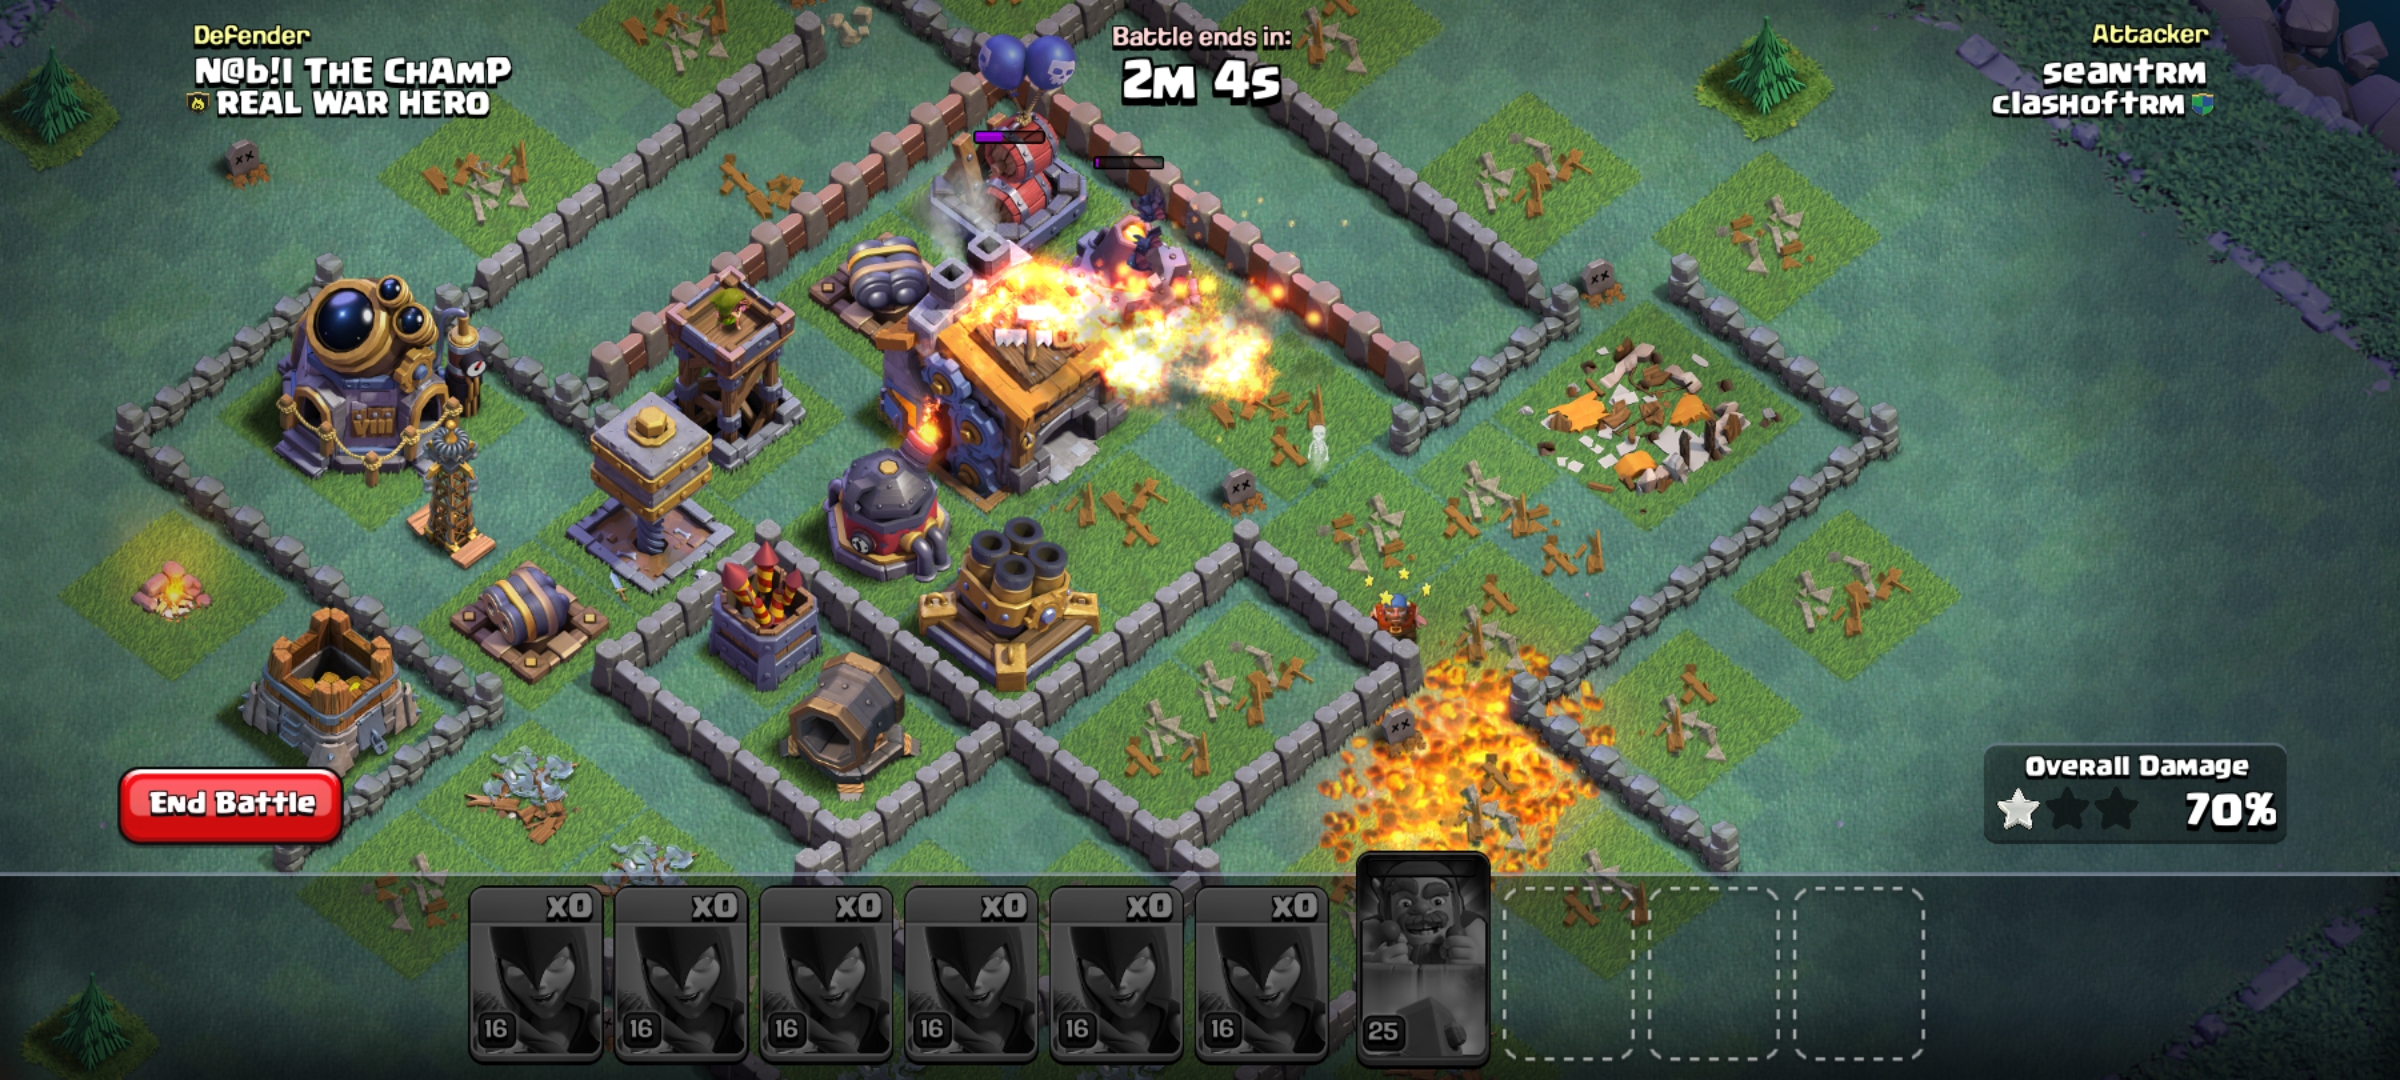 Defender
N@b!l THE CHAMP
REAL WAR HERO
Battle ends in:
2M 4s
Attacker
seantRM
clashoftRM
VIII
End Battle
Overall Damage
70%
x0 x0 x0 x0 x0 x0
16 16 16 16 16 16 25